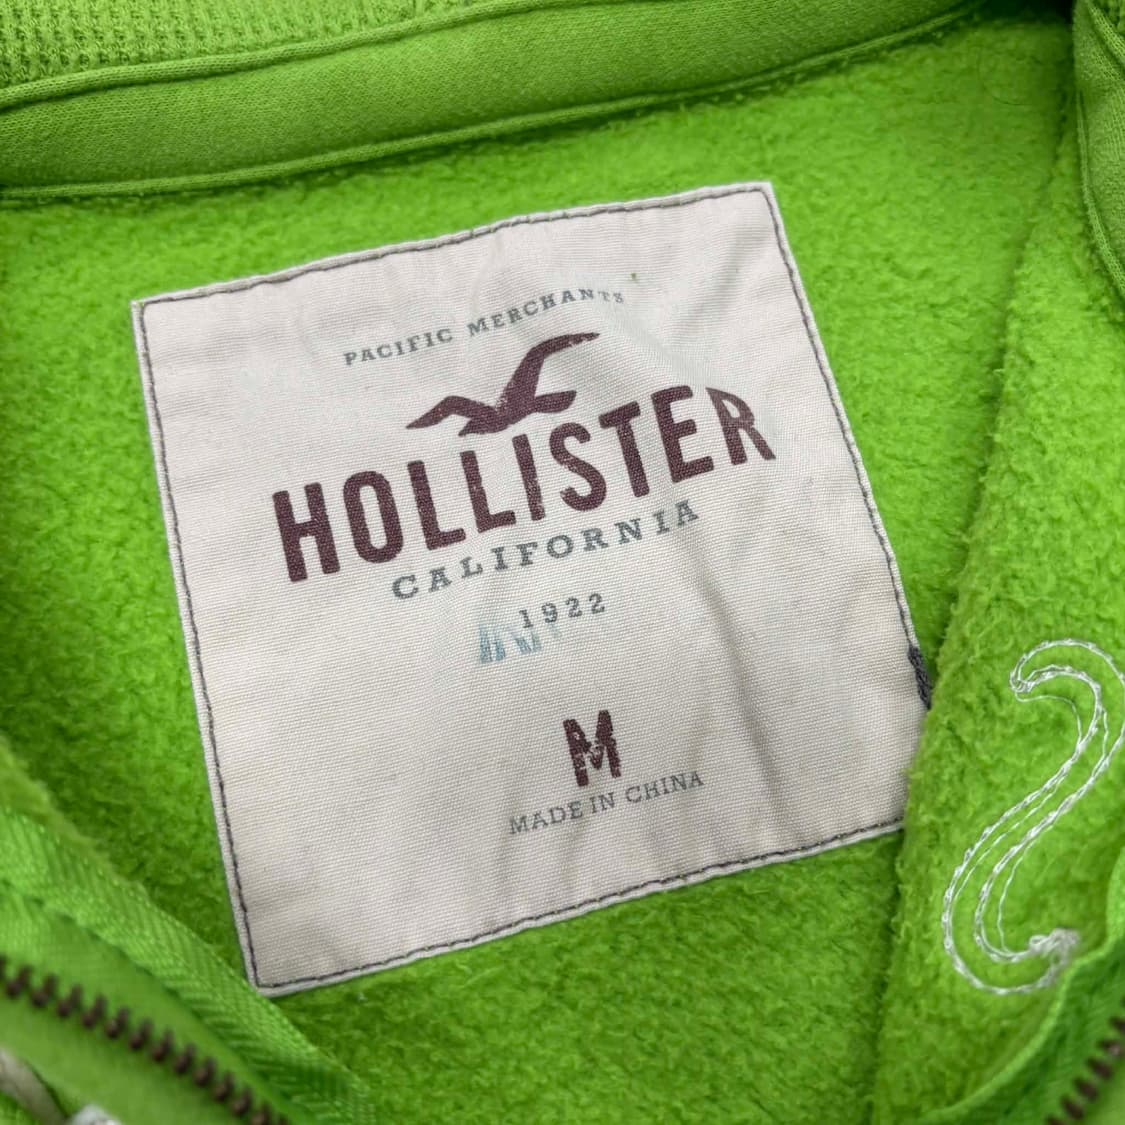 PACIFIC MERCHANTS
HOLLISTER
CALIFORNIA
1922
M
MADE IN CHINA